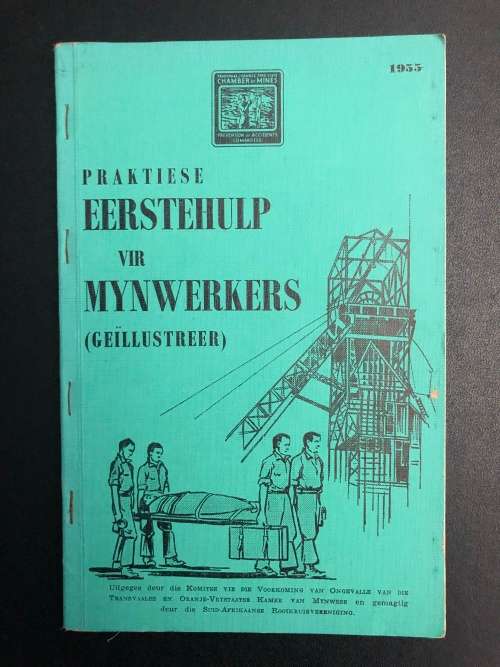 1955
TRANSVAAL & ORANGE FREE STATE
CHAMBER OF MINES
PREVENTION OF ACCIDENTS
COMMITTEE
PRAKTIESE
EERSTEHULP
VIR
MYNWERKERS
(GEÏLLUSTREER)
Uitgegee deur die KOMITEE VIR DIE VOORKOMING VAN ONGEVALLE VAN DIE
TRANSVAALSE EN ORANJE-VRYSTAATSE KAMER VAN MYNWESE en gemagtig
deur die SUID-AFRIKAANSE ROOIKRUISVERENIGING.